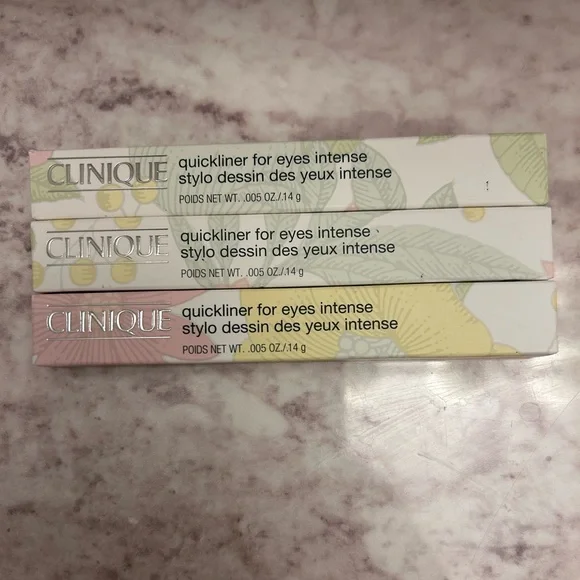 CLINIQUE
quickliner for eyes intense
stylo dessin des yeux intense
POIDS NET WT. .005 OZ./.14 g
CLINIQUE
quickliner for eyes intense
stylo dessin des yeux intense
POIDS NET WT. .005 OZ./.14 g
CLINIQUE
quickliner for eyes intense
stylo dessin des yeux intense
POIDS NET WT. .005 OZ./.14 g